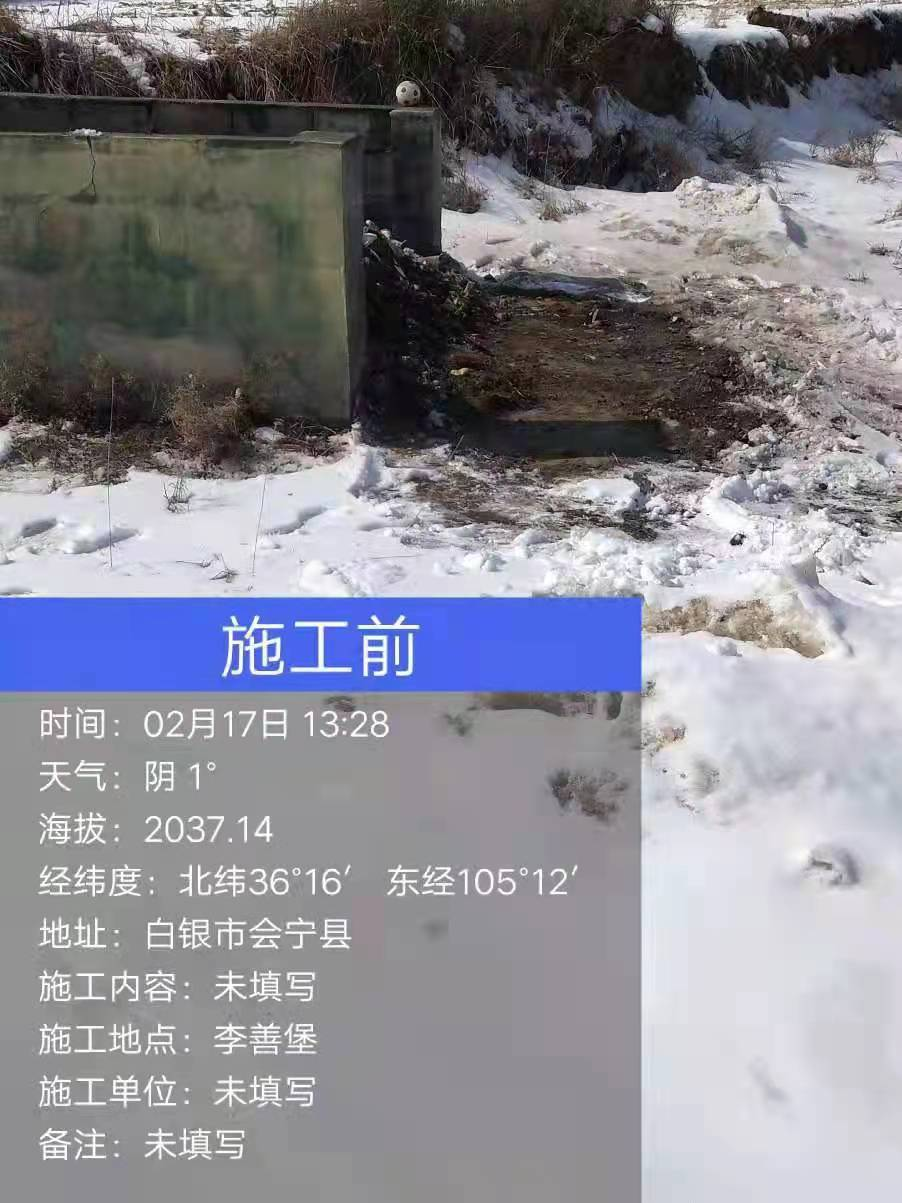 施工前
时间：02月17日 13:28
天气：阴 1°
海拔：2037.14
经纬度：北纬36°16′ 东经105°12′
地址：白银市会宁县
施工内容：未填写
施工地点：李善堡
施工单位：未填写
备注：未填写